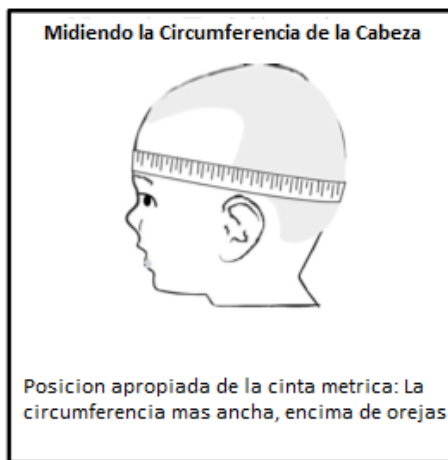 Midiendo la Circumferencia de la Cabeza
Posicion apropiada de la cinta metrica: La
circumferencia mas ancha, encima de orejas